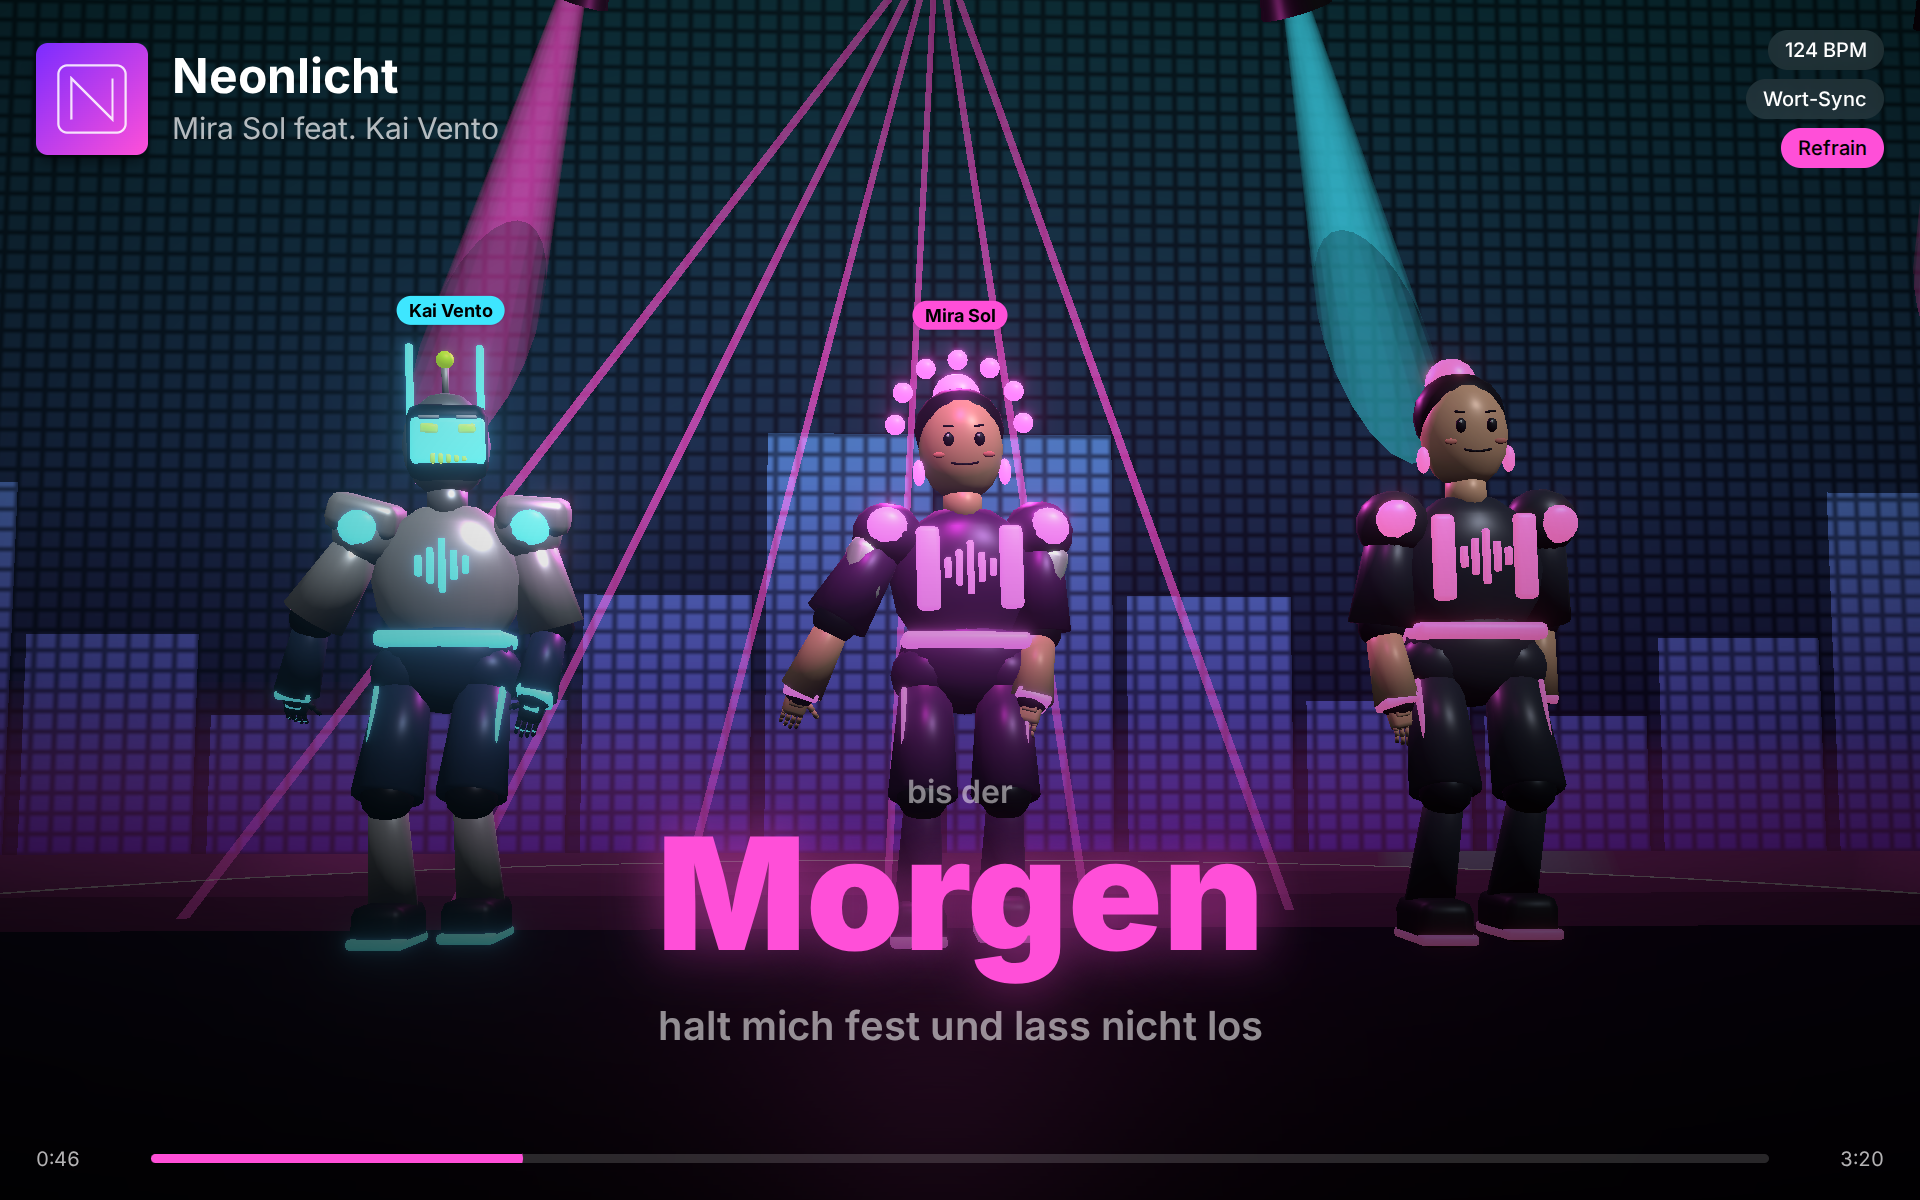 Neonlicht
Mira Sol feat. Kai Vento
124 BPM
Wort-Sync
Refrain
Kai Vento
Mira Sol
bis der
Morgen
halt mich fest und lass nicht los
0:46
3:20